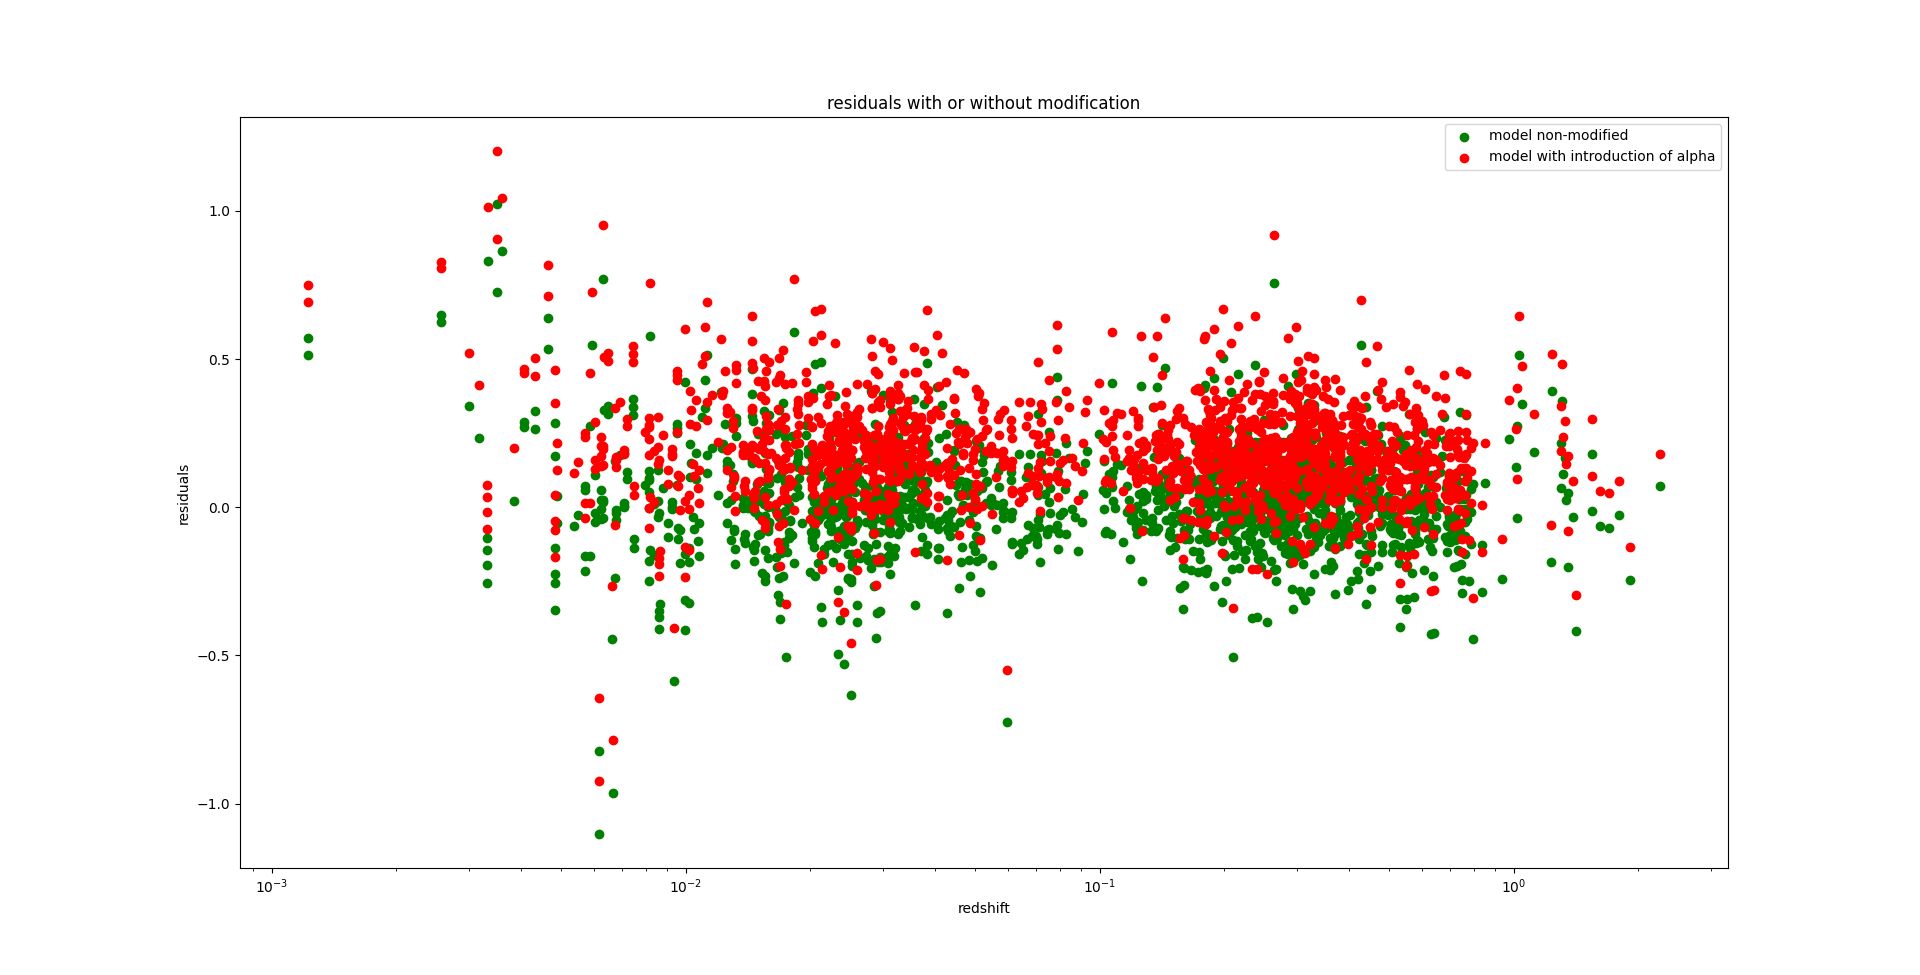 residuals with or without modification
model non-modified
model with introduction of alpha
1.0
0.5
0.0
−0.5
−1.0
residuals
10⁻³ 10⁻² 10⁻¹ 10⁰
redshift